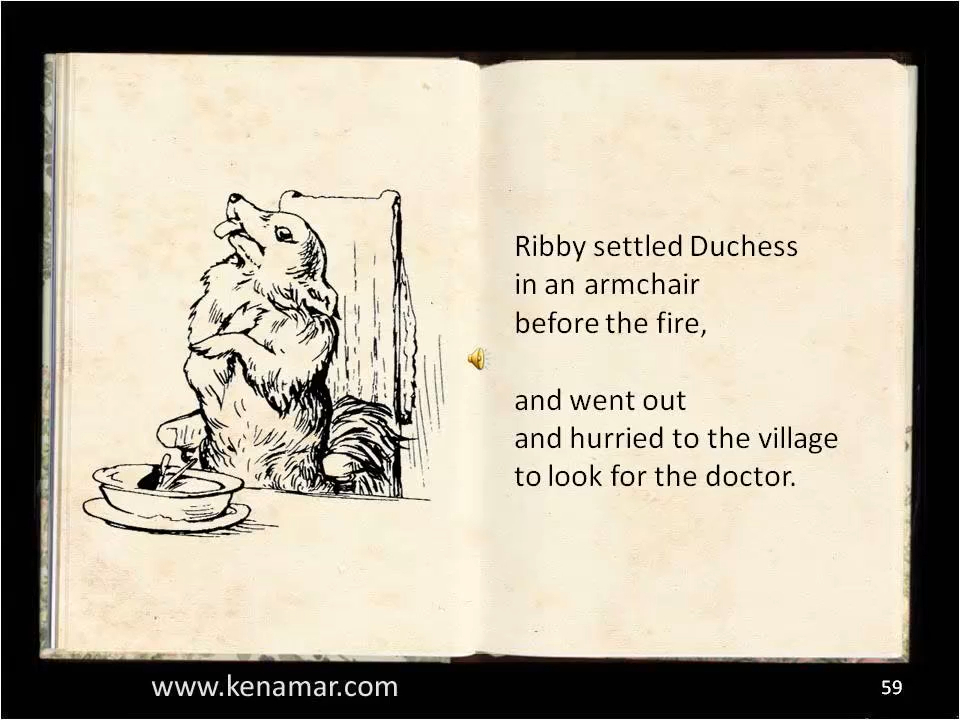 Ribby settled Duchess
in an armchair
before the fire,
and went out
and hurried to the village
to look for the doctor.
www.kenamar.com
59